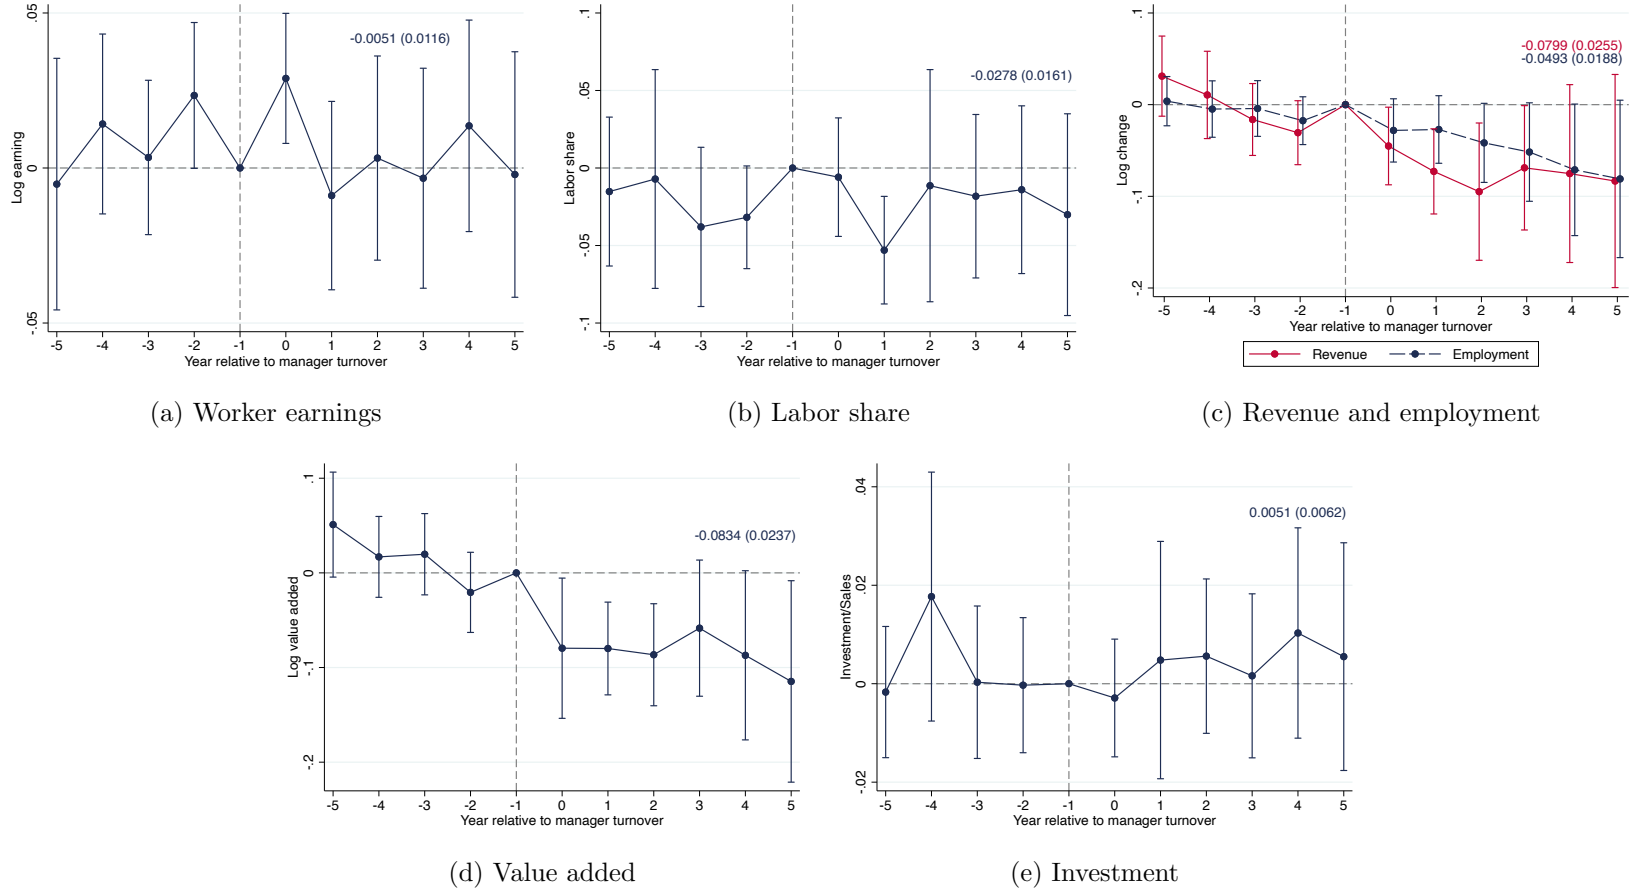 .05
0
-.05
Log earning
-0.0051 (0.0116)
-5 -4 -3 -2 -1 0 1 2 3 4 5
Year relative to manager turnover
(a) Worker earnings
.1
.05
0
-.05
-.1
Labor share
-0.0278 (0.0161)
-5 -4 -3 -2 -1 0 1 2 3 4 5
Year relative to manager turnover
(b) Labor share
.1
0
-.1
-.2
Log change
-0.0799 (0.0255)
-0.0493 (0.0188)
-5 -4 -3 -2 -1 0 1 2 3 4 5
Year relative to manager turnover
Revenue Employment
(c) Revenue and employment
.1
0
-.1
-.2
Log value added
-0.0834 (0.0237)
-5 -4 -3 -2 -1 0 1 2 3 4 5
Year relative to manager turnover
(d) Value added
.04
.02
0
-.02
Investment/Sales
0.0051 (0.0062)
-5 -4 -3 -2 -1 0 1 2 3 4 5
Year relative to manager turnover
(e) Investment